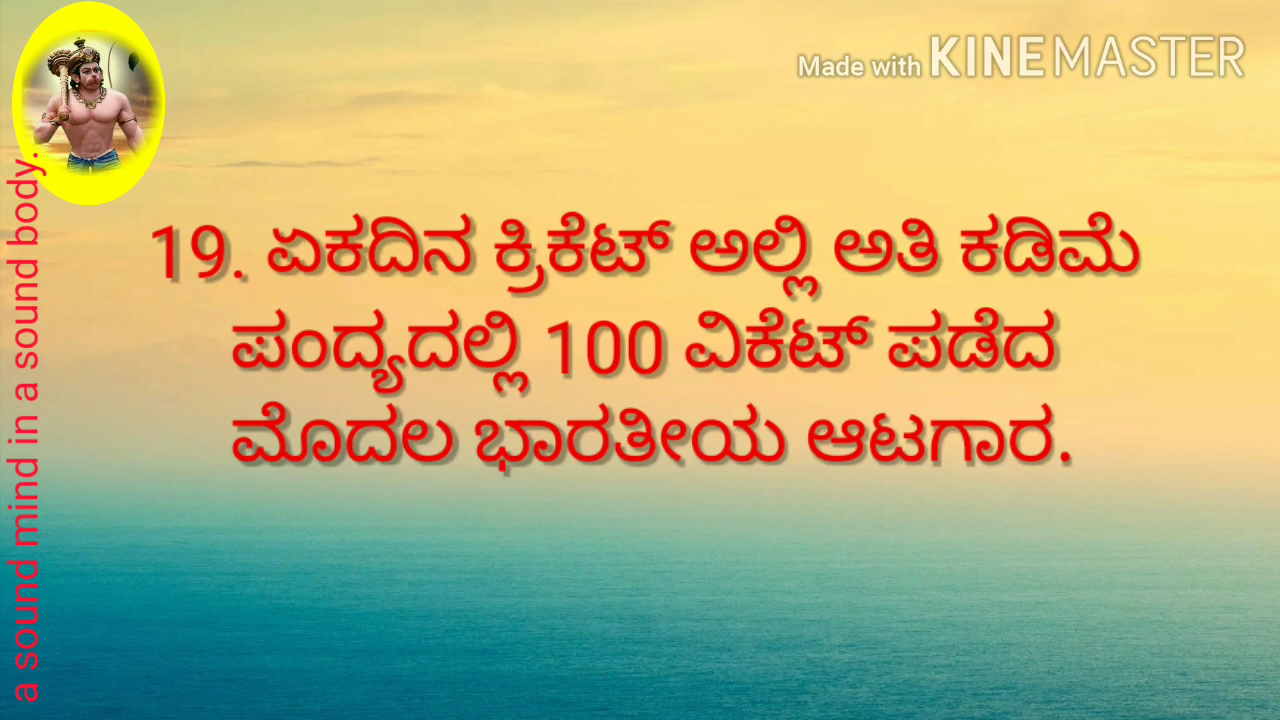 Made with KINEMASTER
a sound mind in a sound body.
19. ಏಕದಿನ ಕ್ರಿಕೆಟ್ ಅಲ್ಲಿ ಅತಿ ಕಡಿಮೆ
ಪಂದ್ಯದಲ್ಲಿ 100 ವಿಕೆಟ್ ಪಡೆದ
ಮೊದಲ ಭಾರತೀಯ ಆಟಗಾರ.